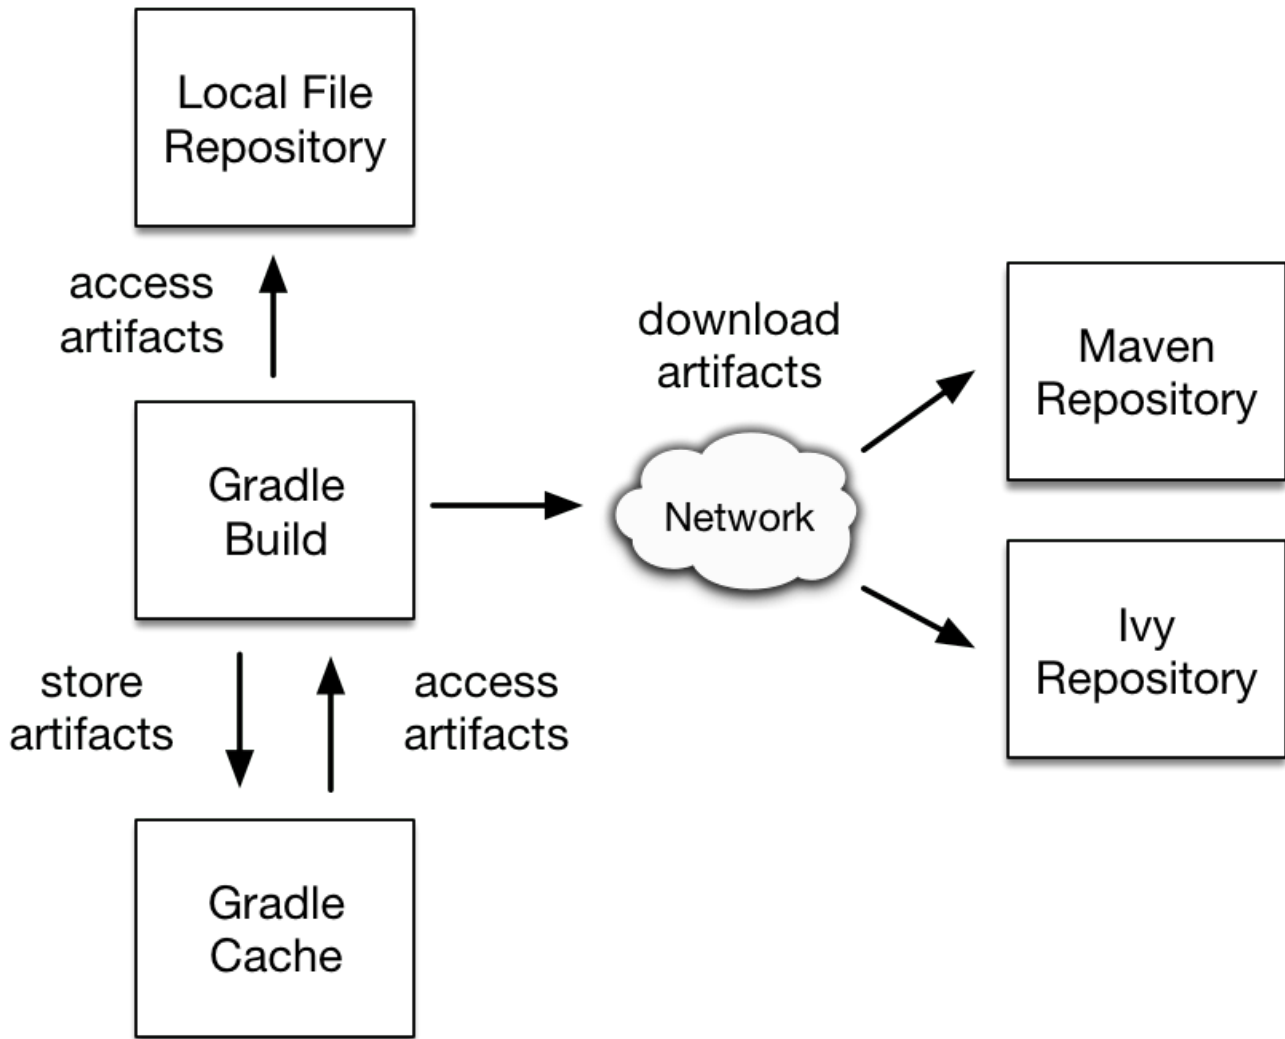 Local File
Repository
access
artifacts
download
artifacts
Maven
Repository
Gradle
Build
Network
Ivy
Repository
store
artifacts
access
artifacts
Gradle
Cache